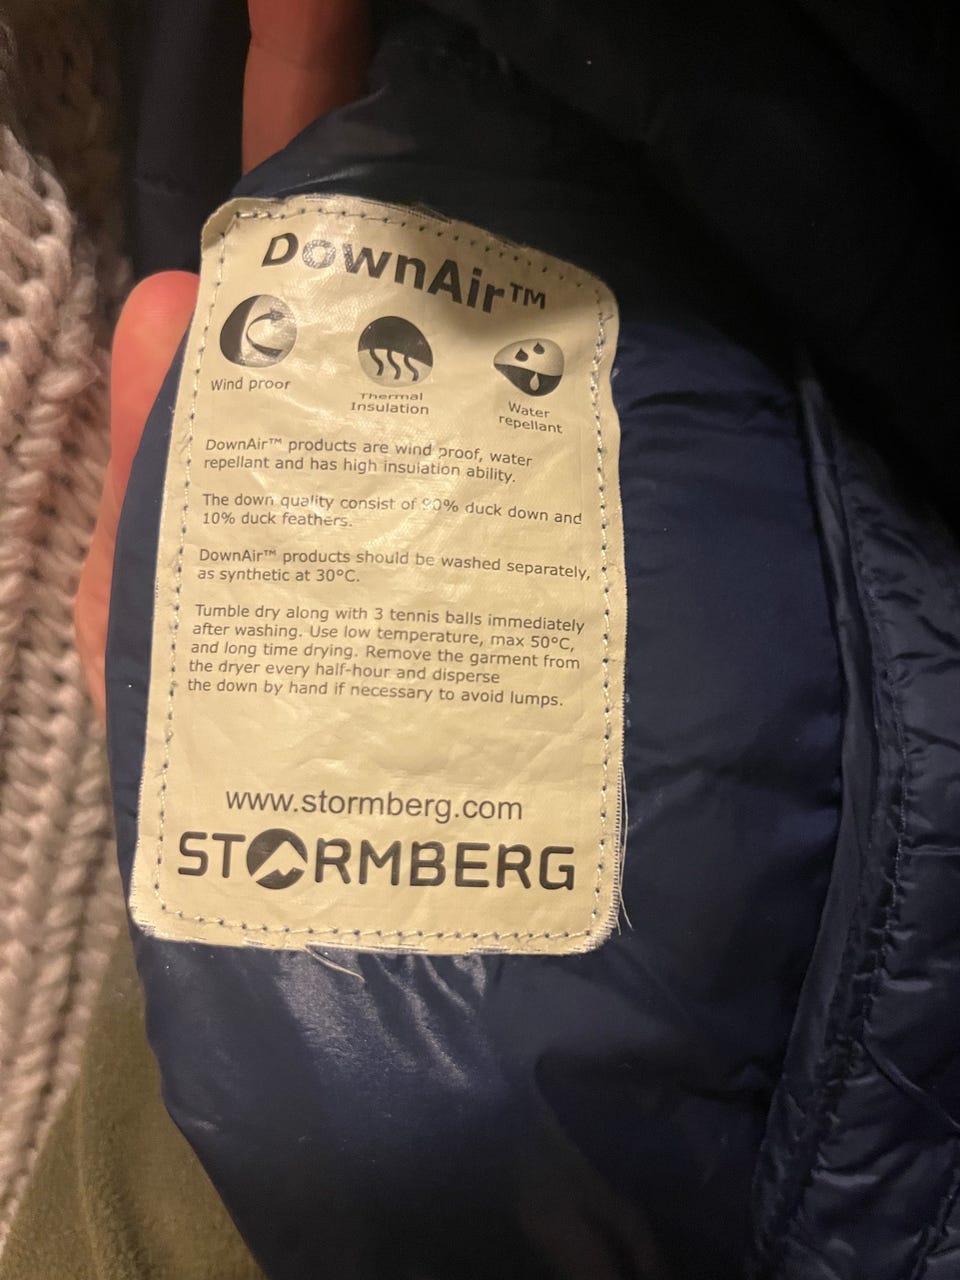 DownAir™
Wind proof
Thermal
Insulation
Water
repellant
DownAir™ products are wind proof, water
repellant and has high insulation ability.
The down quality consist of 90% duck down and
10% duck feathers.
DownAir™ products should be washed separately,
as synthetic at 30°C.
Tumble dry along with 3 tennis balls immediately
after washing. Use low temperature, max 50°C,
and long time drying. Remove the garment from
the dryer every half-hour and disperse
the down by hand if necessary to avoid lumps.
www.stormberg.com
STORMBERG